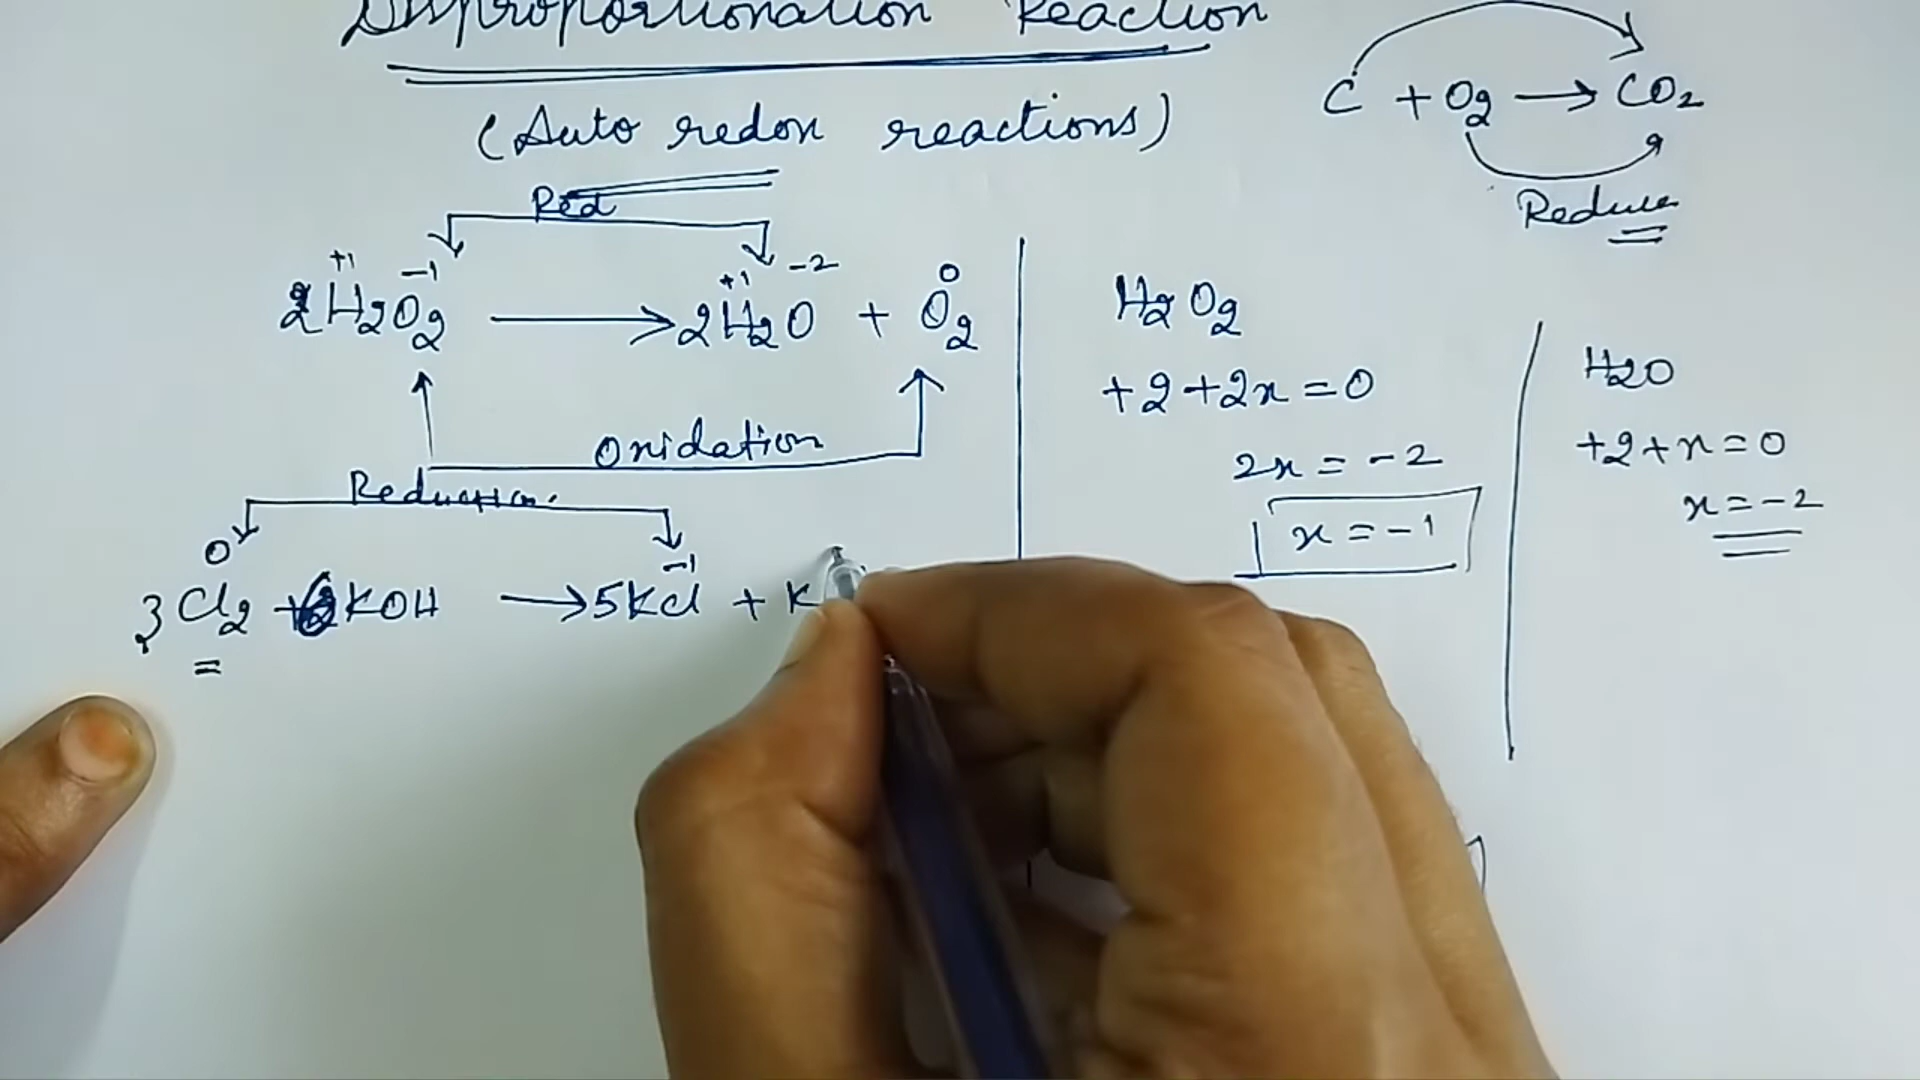 Disproportionation Reaction
(Auto redox reactions)
C + O2 → CO2
Reduce
Red
+1 -1 +1 -2 0
2H2O2 → 2H2O + O2
Oxidation
H2O2
+2+2x=0
2x=-2
x=-1
H2O
+2+x=0
x=-2
Reduction
0 -1
3Cl2 + 6KOH → 5KCl + K